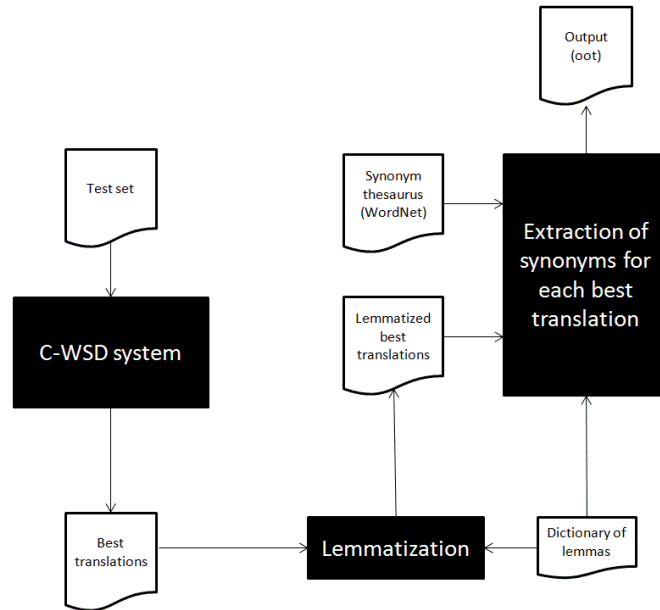 Output
(oot)
Test set
Synonym
thesaurus
(WordNet)
Extraction of
synonyms for
each best
translation
C-WSD system
Lemmatized
best
translations
Best
translations
Lemmatization
Dictionary of
lemmas